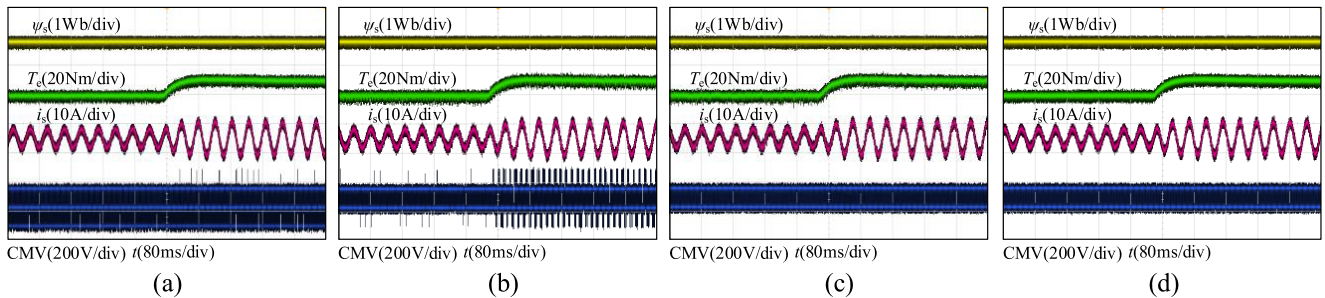 ψs(1Wb/div) ψs(1Wb/div) ψs(1Wb/div) ψs(1Wb/div)
Te(20Nm/div) Te(20Nm/div) Te(20Nm/div) Te(20Nm/div)
is(10A/div) is(10A/div) is(10A/div) is(10A/div)
CMV(200V/div) t(80ms/div) CMV(200V/div) t(80ms/div) CMV(200V/div) t(80ms/div) CMV(200V/div) t(80ms/div)
(a) (b) (c) (d)